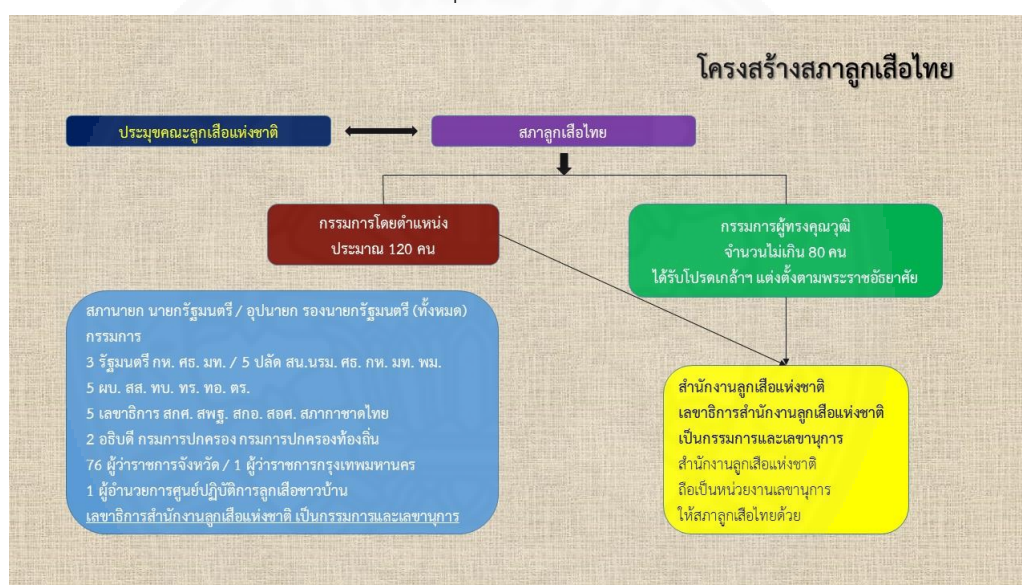 โครงสร้างสภาลูกเสือไทย
ประมุขคณะลูกเสือแห่งชาติ
สภาลูกเสือไทย
กรรมการโดยตำแหน่ง
ประมาณ 120 คน
กรรมการผู้ทรงคุณวุฒิ
จำนวนไม่เกิน 80 คน
ได้รับโปรดเกล้าฯ แต่งตั้งตามพระราชอัธยาศัย
สภานายก นายกรัฐมนตรี / อุปนายก รองนายกรัฐมนตรี (ทั้งหมด)
กรรมการ
3 รัฐมนตรี กห. ศธ. มท. / 5 ปลัด สน.นรม. ศธ. กห. มท. พม.
5 ผบ. สส. ทบ. ทร. ทอ. ตร.
5 เลขาธิการ สกศ. สพฐ. สกอ. สอศ. สภากาชาดไทย
2 อธิบดี กรมการปกครอง กรมการปกครองท้องถิ่น
76 ผู้ว่าราชการจังหวัด / 1 ผู้ว่าราชการกรุงเทพมหานคร
1 ผู้อำนวยการศูนย์ปฏิบัติการลูกเสือชาวบ้าน
เลขาธิการสำนักงานลูกเสือแห่งชาติ เป็นกรรมการและเลขานุการ
สำนักงานลูกเสือแห่งชาติ
เลขาธิการสำนักงานลูกเสือแห่งชาติ
เป็นกรรมการและเลขานุการ
สำนักงานลูกเสือแห่งชาติ
ถือเป็นหน่วยงานเลขานุการ
ให้สภาลูกเสือไทยด้วย